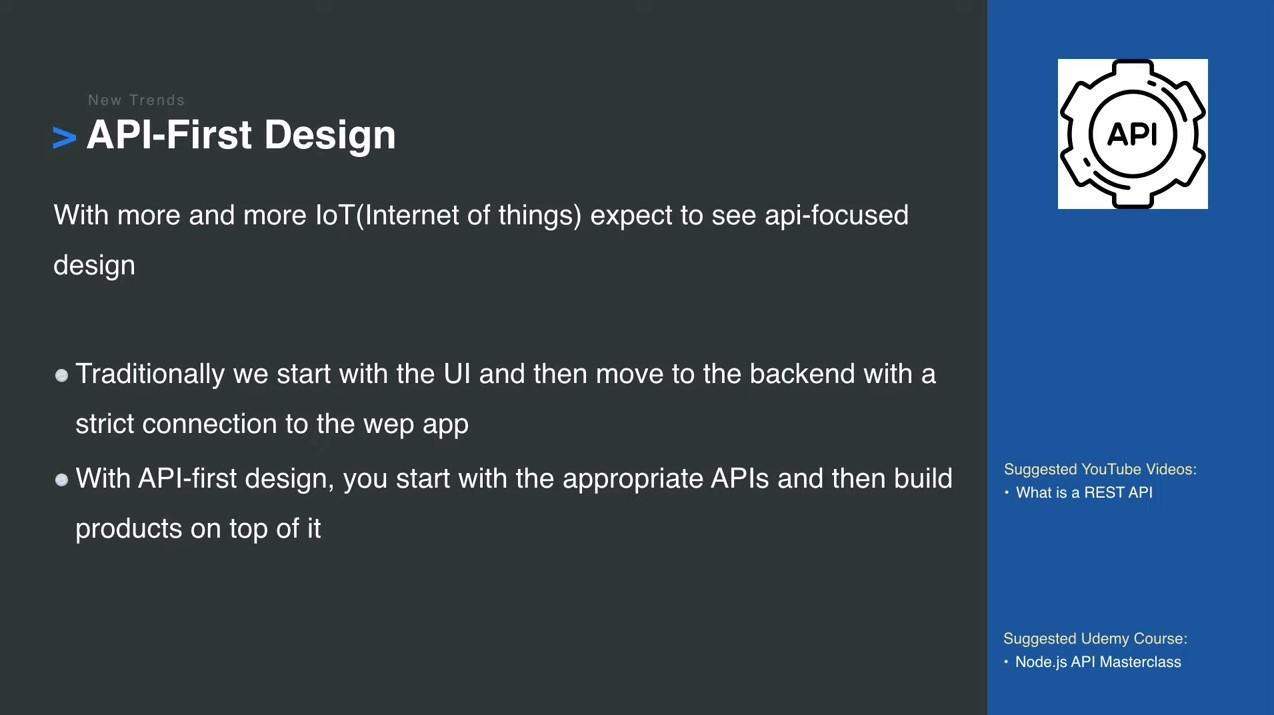 New Trends
> API-First Design
With more and more IoT(Internet of things) expect to see api-focused
design
• Traditionally we start with the UI and then move to the backend with a
strict connection to the wep app
• With API-first design, you start with the appropriate APIs and then build
products on top of it
API
Suggested YouTube Videos:
• What is a REST API
Suggested Udemy Course:
• Node.js API Masterclass